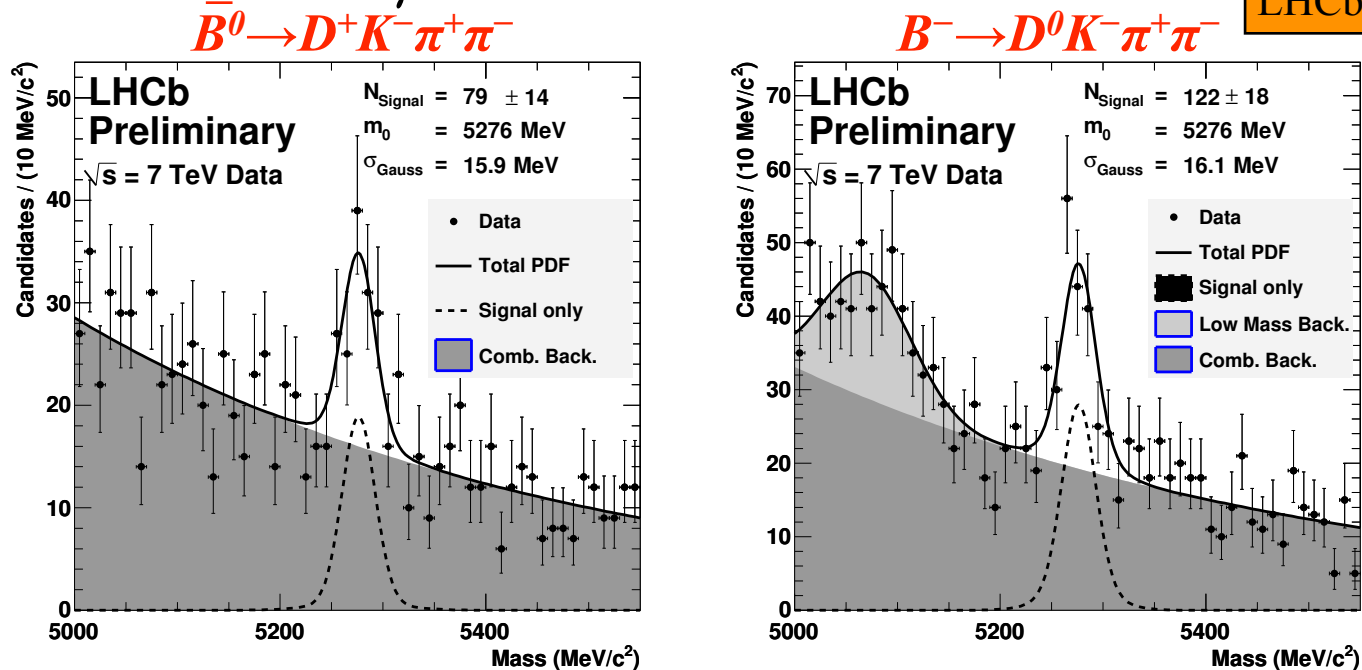 B̄⁰→D⁺K⁻π⁺π⁻
Candidates / (10 MeV/c²)
50
40
30
20
10
0
LHCb
Preliminary
√s = 7 TeV Data
N_Signal = 79 ± 14
m₀ = 5276 MeV
σ_Gauss = 15.9 MeV
Data
Total PDF
Signal only
Comb. Back.
5000 5200 5400
Mass (MeV/c²)
B⁻→D⁰K⁻π⁺π⁻
LHCb
Candidates / (10 MeV/c²)
70
60
50
40
30
20
10
0
LHCb
Preliminary
√s = 7 TeV Data
N_Signal = 122 ± 18
m₀ = 5276 MeV
σ_Gauss = 16.1 MeV
Data
Total PDF
Signal only
Low Mass Back.
Comb. Back.
5000 5200 5400
Mass (MeV/c²)